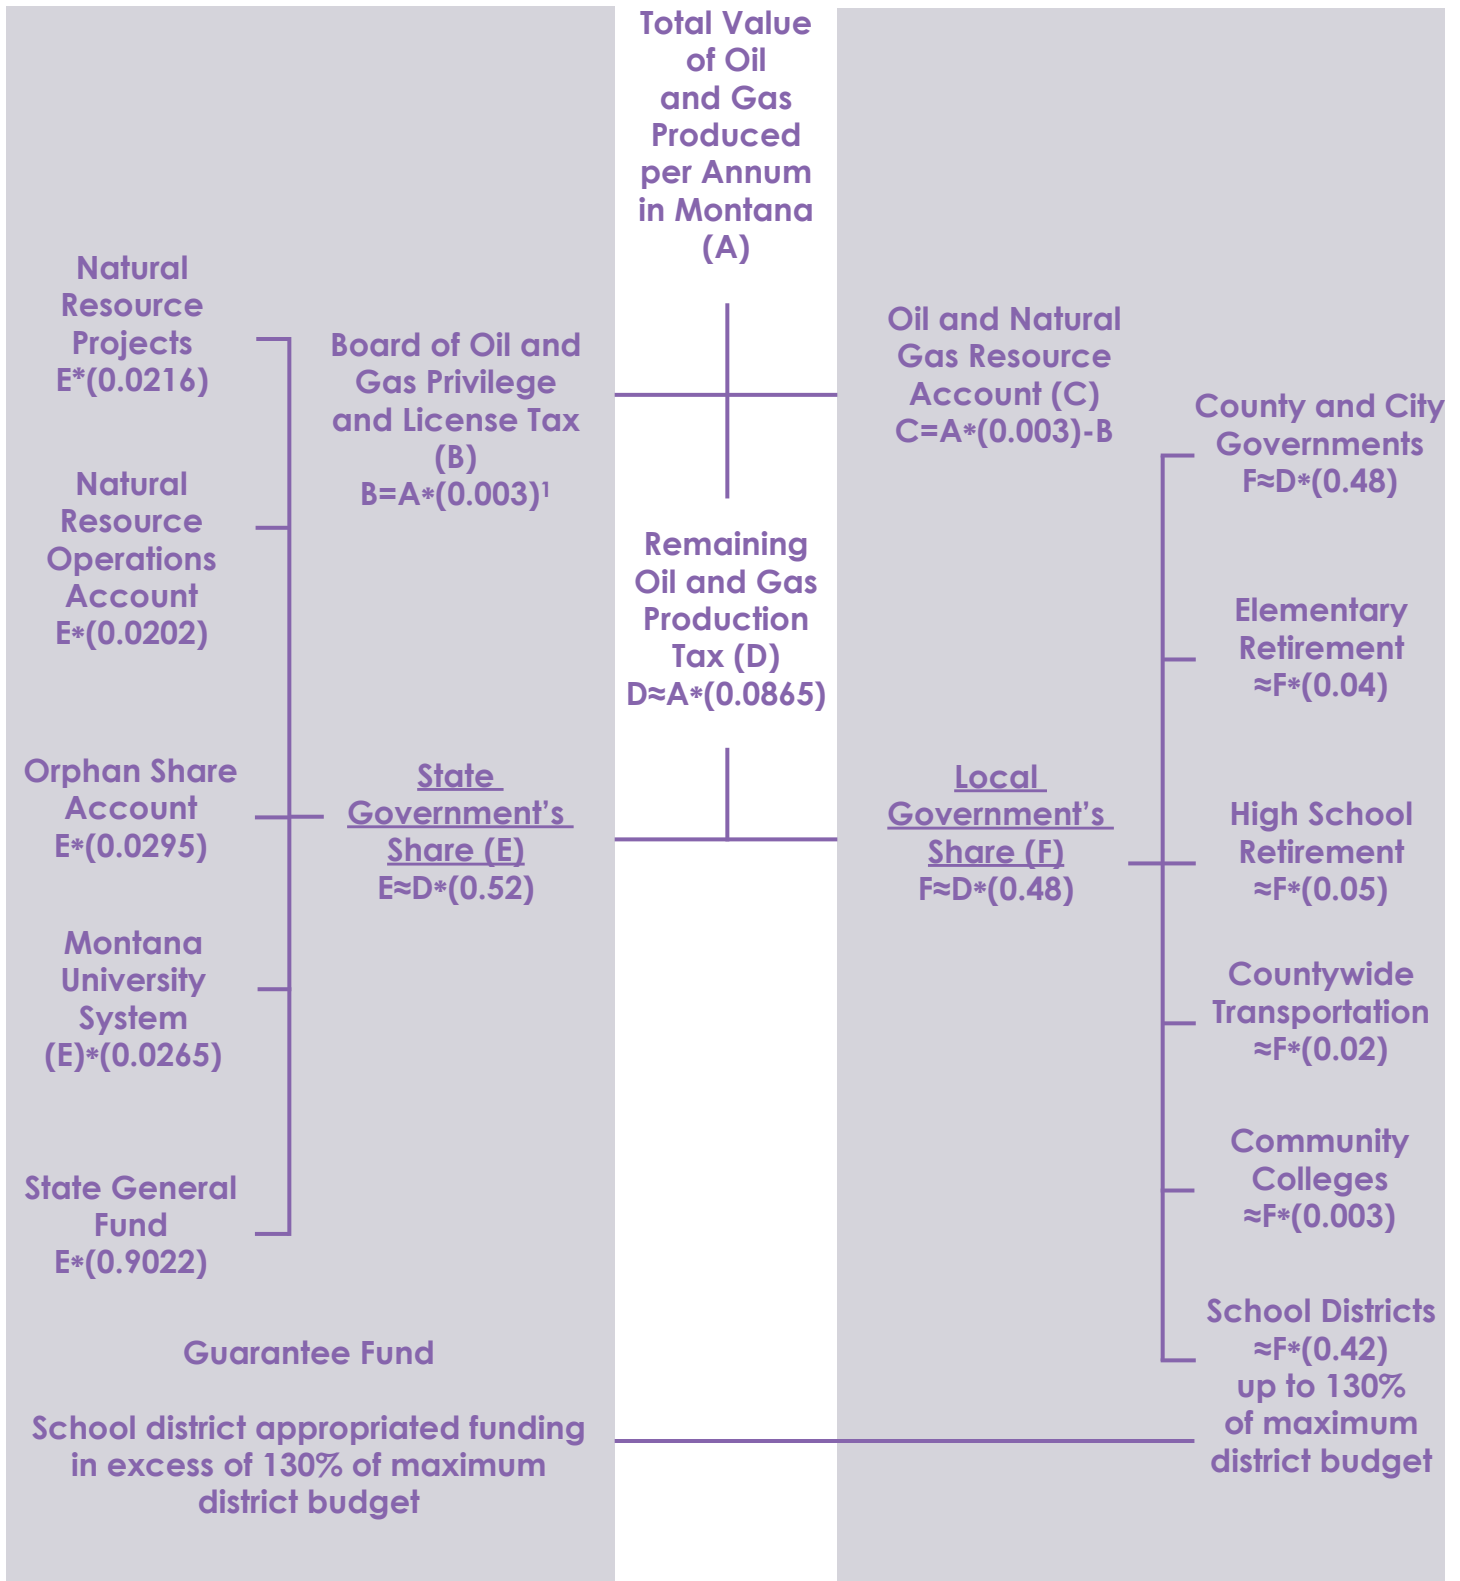 Total Value
of Oil
and Gas
Produced
per Annum
in Montana
(A)
Natural
Resource
Projects
E*(0.0216)
Natural
Resource
Operations
Account
E*(0.0202)
Orphan Share
Account
E*(0.0295)
Montana
University
System
(E)*(0.0265)
State General
Fund
E*(0.9022)
Board of Oil and
Gas Privilege
and License Tax
(B)
B=A*(0.003)¹
State
Government’s
Share (E)
E≈D*(0.52)
Remaining
Oil and Gas
Production
Tax (D)
D≈A*(0.0865)
Oil and Natural
Gas Resource
Account (C)
C=A*(0.003)-B
Local
Government’s
Share (F)
F≈D*(0.48)
County and City
Governments
F≈D*(0.48)
Elementary
Retirement
≈F*(0.04)
High School
Retirement
≈F*(0.05)
Countywide
Transportation
≈F*(0.02)
Community
Colleges
≈F*(0.003)
School Districts
≈F*(0.42)
up to 130%
of maximum
district budget
Guarantee Fund
School district appropriated funding
in excess of 130% of maximum
district budget